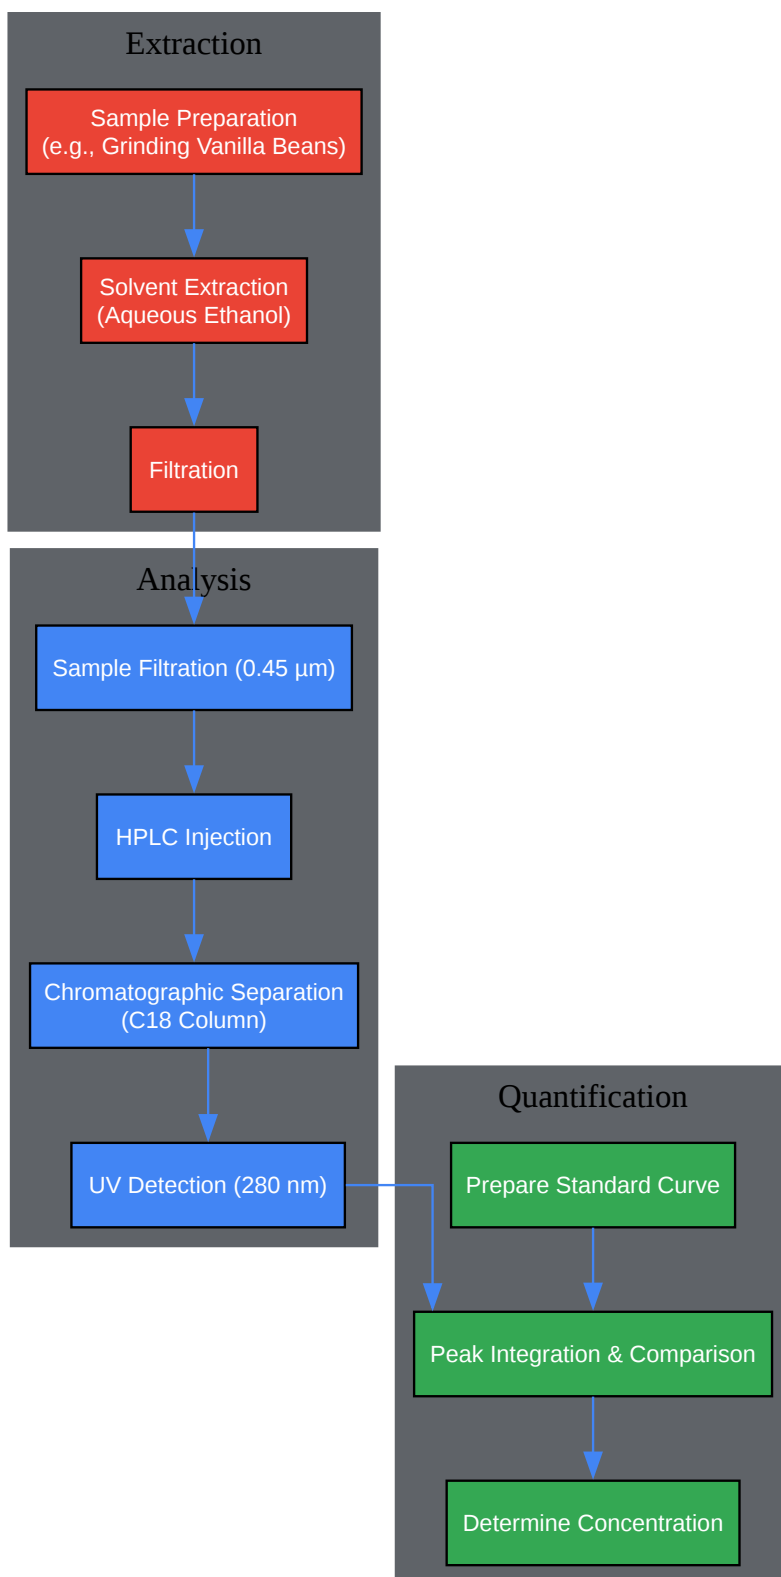 Extraction
Sample Preparation
(e.g., Grinding Vanilla Beans)
Solvent Extraction
(Aqueous Ethanol)
Filtration
Analysis
Sample Filtration (0.45 µm)
HPLC Injection
Chromatographic Separation
(C18 Column)
UV Detection (280 nm)
Quantification
Prepare Standard Curve
Peak Integration & Comparison
Determine Concentration